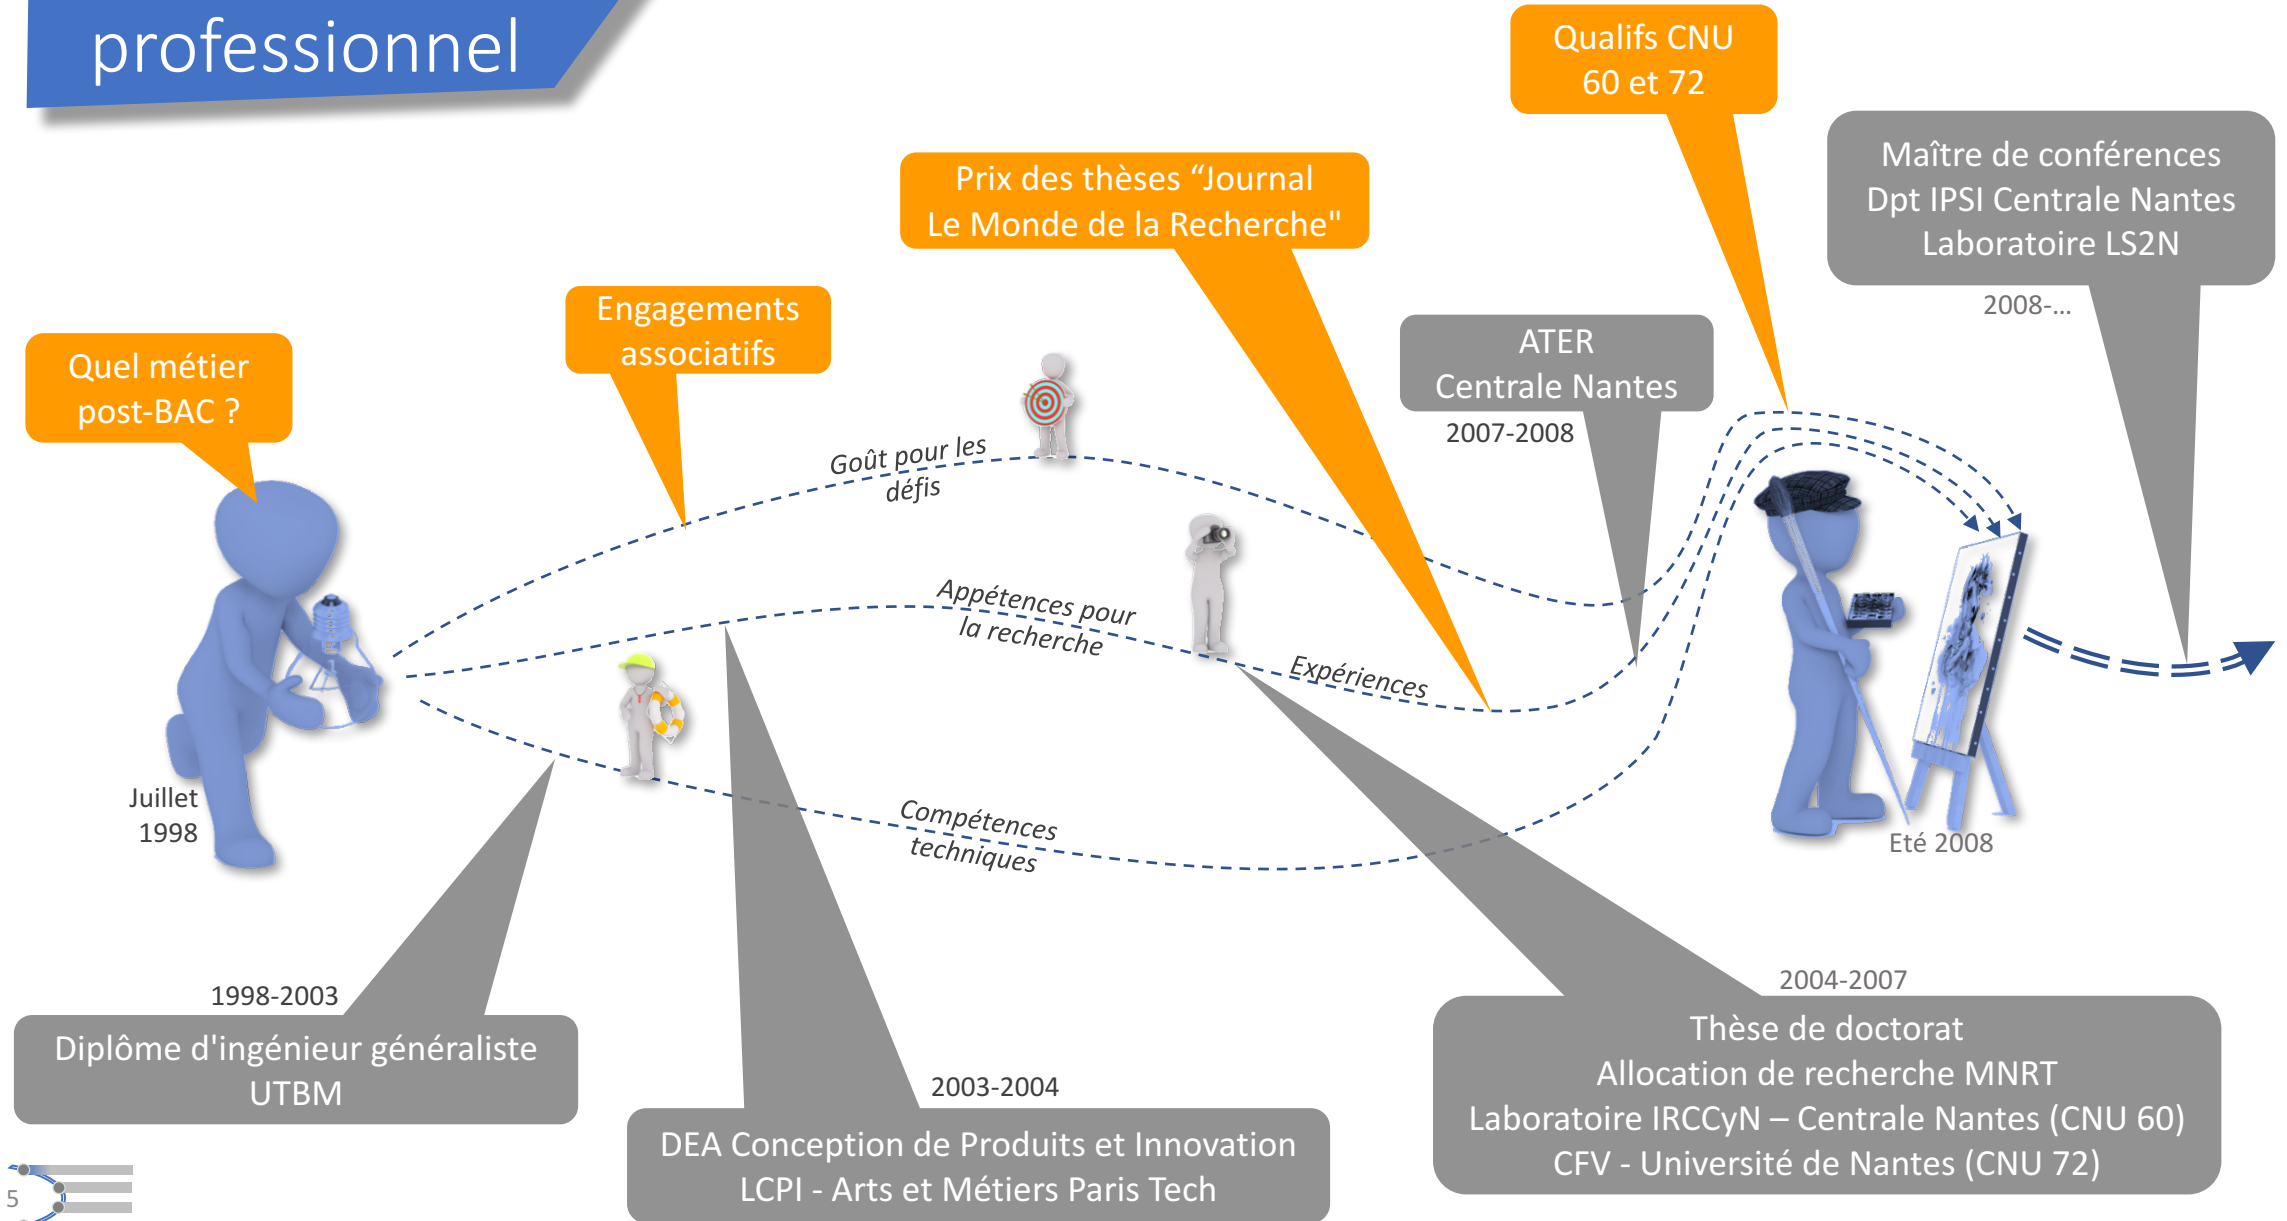 professionnel
Qualifs CNU
60 et 72
Maître de conférences
Dpt IPSI Centrale Nantes
Laboratoire LS2N
2008-...
Prix des thèses “Journal
Le Monde de la Recherche"
Engagements
associatifs
ATER
Centrale Nantes
2007-2008
Quel métier
post-BAC ?
Goût pour les
défis
Appétences pour
la recherche
Expériences
Compétences
techniques
Juillet
1998
Eté 2008
1998-2003
Diplôme d'ingénieur généraliste
UTBM
2003-2004
DEA Conception de Produits et Innovation
LCPI - Arts et Métiers Paris Tech
2004-2007
Thèse de doctorat
Allocation de recherche MNRT
Laboratoire IRCCyN – Centrale Nantes (CNU 60)
CFV - Université de Nantes (CNU 72)
5